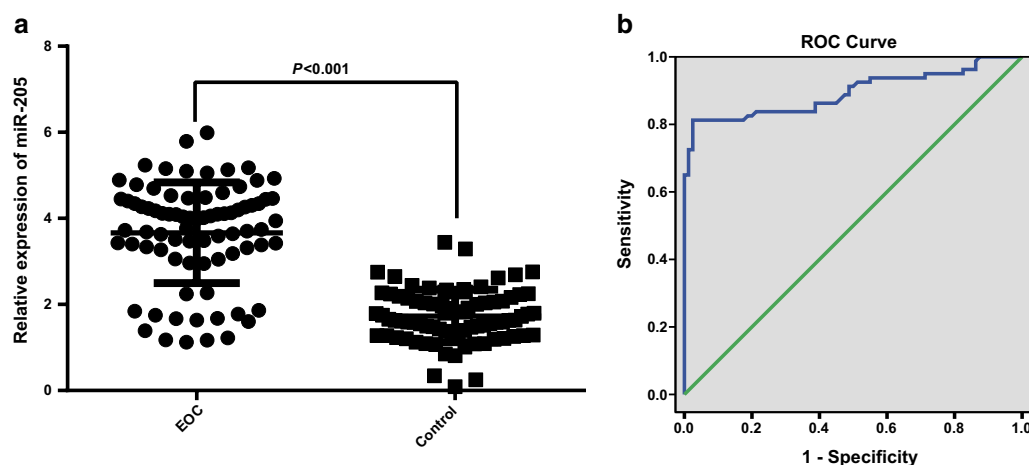 a
Relative expression of miR-205
8
6
4
2
0
P<0.001
EOC
Control
b
ROC Curve
Sensitivity
1.0
0.8
0.6
0.4
0.2
0.0
0.0 0.2 0.4 0.6 0.8 1.0
1 - Specificity